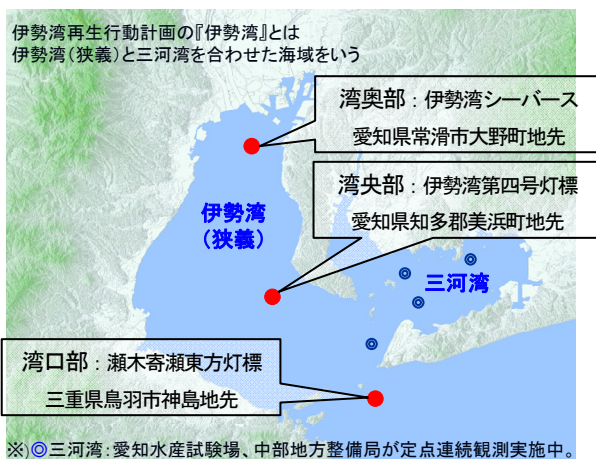 伊勢湾再生行動計画の『伊勢湾』とは
伊勢湾(狭義)と三河湾を合わせた海域をいう
湾奥部:伊勢湾シーバース
愛知県常滑市大野町地先
湾央部:伊勢湾第四号灯標
愛知県知多郡美浜町地先
伊勢湾
(狭義)
三河湾
湾口部:瀬木寄瀬東方灯標
三重県鳥羽市神島地先
※)◎三河湾:愛知水産試験場、中部地方整備局が定点連続観測実施中。